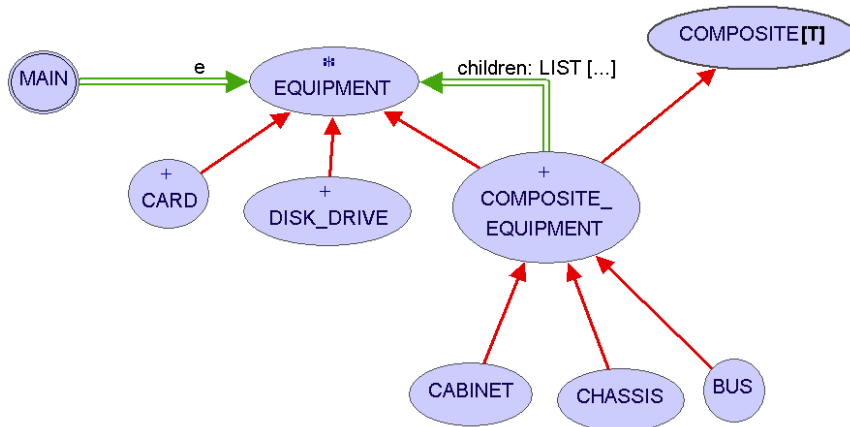 COMPOSITE[T]
MAIN
e
*
EQUIPMENT
children: LIST [...]
+
CARD
+
DISK_DRIVE
+
COMPOSITE_
EQUIPMENT
CABINET
CHASSIS
BUS